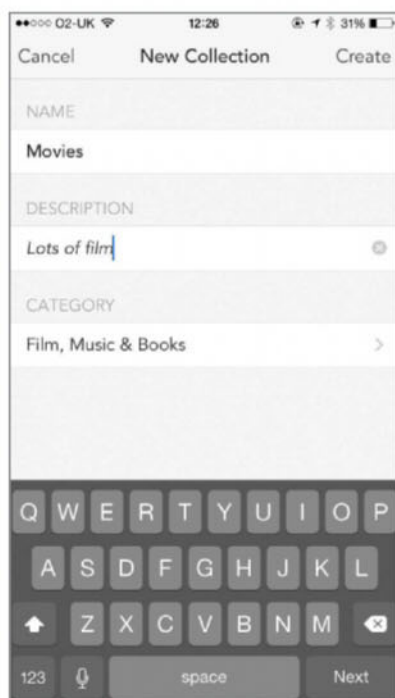 O2-UK 12:26 31%
Cancel New Collection Create
NAME
Movies
DESCRIPTION
Lots of film
CATEGORY
Film, Music & Books
Q W E R T Y U I O P
A S D F G H J K L
Z X C V B N M
123 space Next